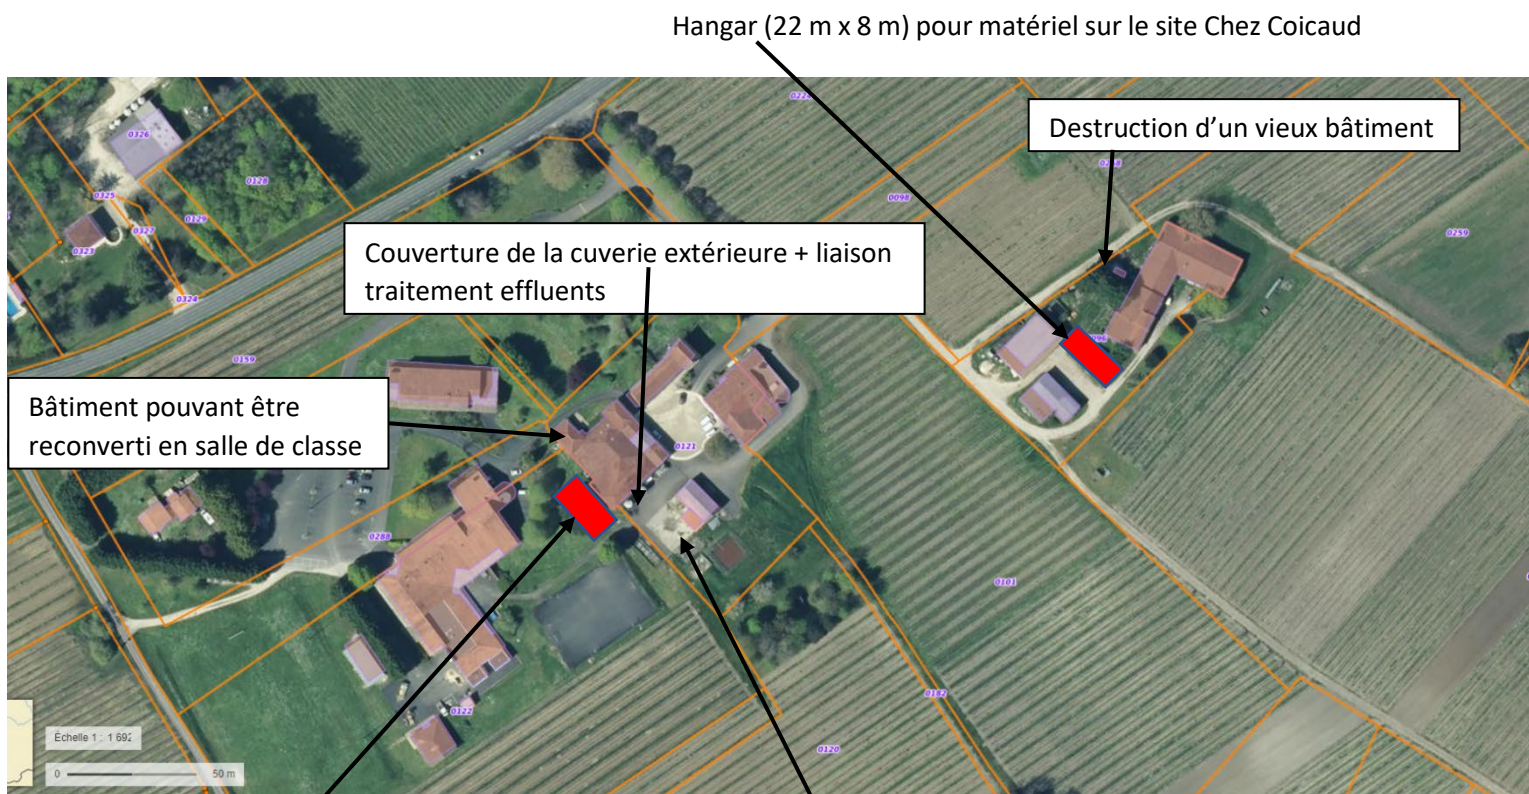 Hangar (22 m x 8 m) pour matériel sur le site Chez Coicaud
Destruction d’un vieux bâtiment
Couverture de la cuverie extérieure + liaison
traitement effluents
Bâtiment pouvant être
reconverti en salle de classe
0326
0128
0325
0129
0327
0323
0324
0159
0098
0259
0121
0288
0101
0122
0182
0120
Échelle 1 : 1 692
0 50 m